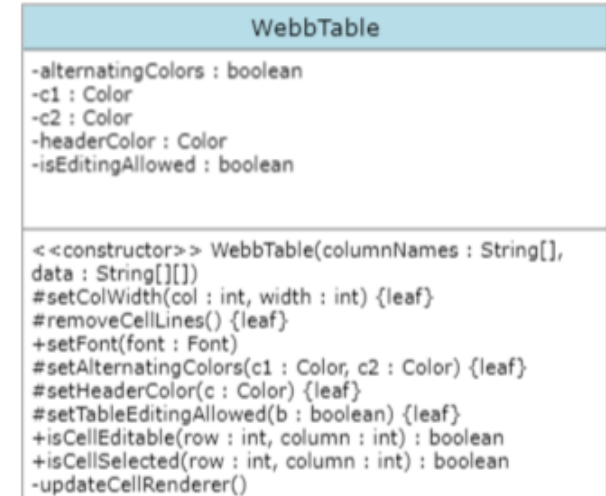 WebbTable
-alternatingColors : boolean
-c1 : Color
-c2 : Color
-headerColor : Color
-isEditingAllowed : boolean
<<constructor>> WebbTable(columnNames : String[],
data : String[][])
#setColWidth(col : int, width : int) {leaf}
#removeCellLines() {leaf}
+setFont(font : Font)
#setAlternatingColors(c1 : Color, c2 : Color) {leaf}
#setHeaderColor(c : Color) {leaf}
#setTableEditingAllowed(b : boolean) {leaf}
+isCellEditable(row : int, column : int) : boolean
+isCellSelected(row : int, column : int) : boolean
-updateCellRenderer()